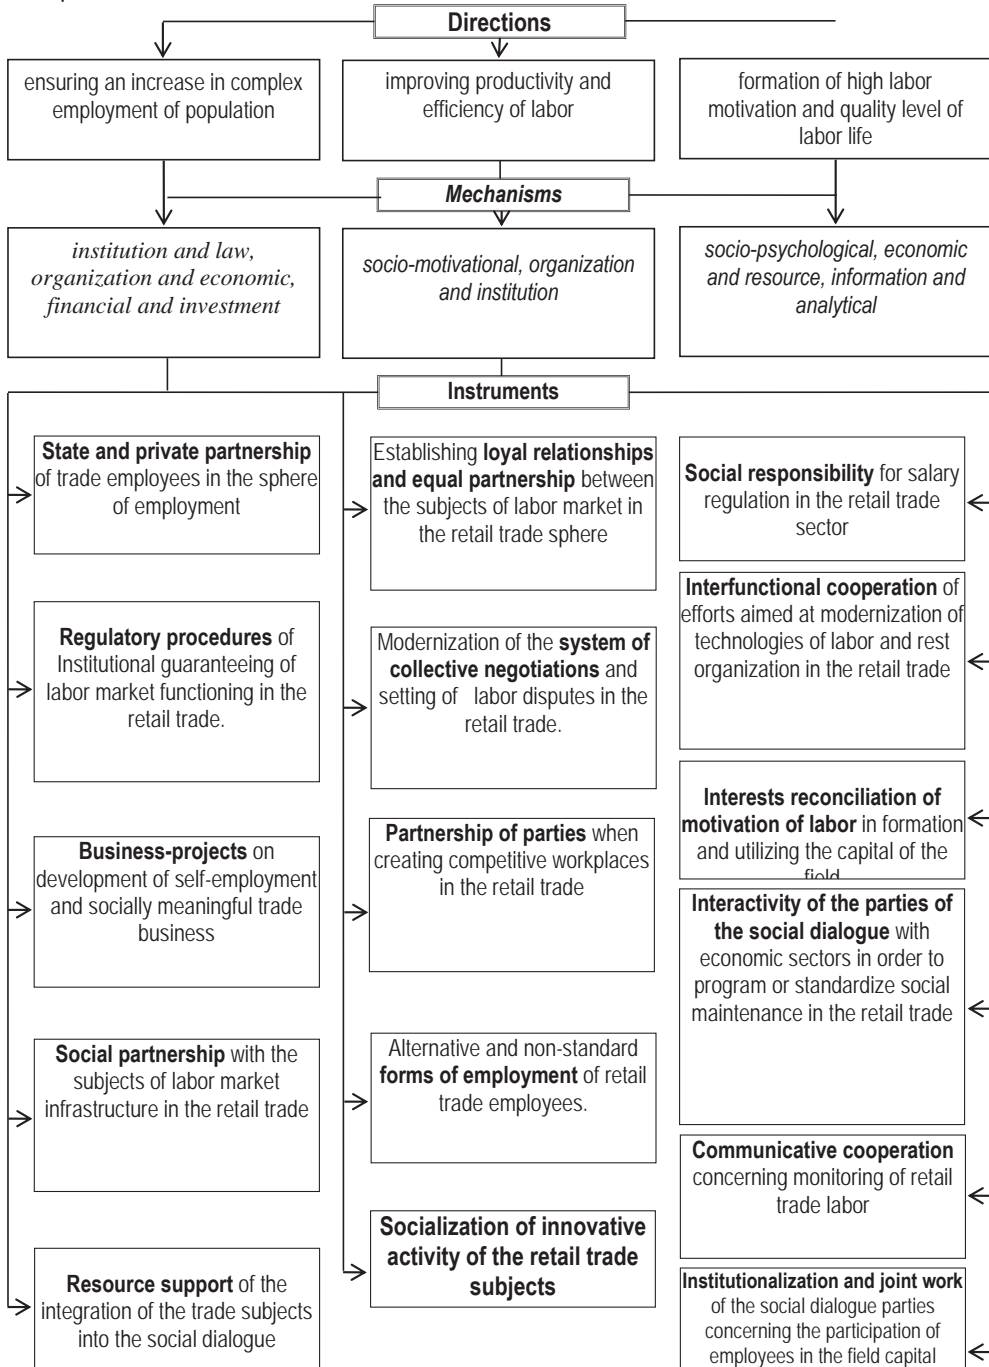 Directions
ensuring an increase in complex
employment of population
improving productivity and
efficiency of labor
formation of high labor
motivation and quality level of
labor life
Mechanisms
institution and law,
organization and economic,
financial and investment
socio-motivational, organization
and institution
socio-psychological, economic
and resource, information and
analytical
Instruments
State and private partnership
of trade employees in the sphere
of employment
Regulatory procedures of
Institutional guaranteeing of
labor market functioning in the
retail trade.
Business-projects on
development of self-employment
and socially meaningful trade
business
Social partnership with the
subjects of labor market
infrastructure in the retail trade
Resource support of the
integration of the trade subjects
into the social dialogue
Establishing loyal relationships
and equal partnership between
the subjects of labor market in
the retail trade sphere
Modernization of the system of
collective negotiations and
setting of labor disputes in the
retail trade.
Partnership of parties when
creating competitive workplaces
in the retail trade
Alternative and non-standard
forms of employment of retail
trade employees.
Socialization of innovative
activity of the retail trade
subjects
Social responsibility for salary
regulation in the retail trade
sector
Interfunctional cooperation of
efforts aimed at modernization of
technologies of labor and rest
organization in the retail trade
Interests reconciliation of
motivation of labor in formation
and utilizing the capital of the
field
Interactivity of the parties of
the social dialogue with
economic sectors in order to
program or standardize social
maintenance in the retail trade
Communicative cooperation
concerning monitoring of retail
trade labor
Institutionalization and joint work
of the social dialogue parties
concerning the participation of
employees in the field capital